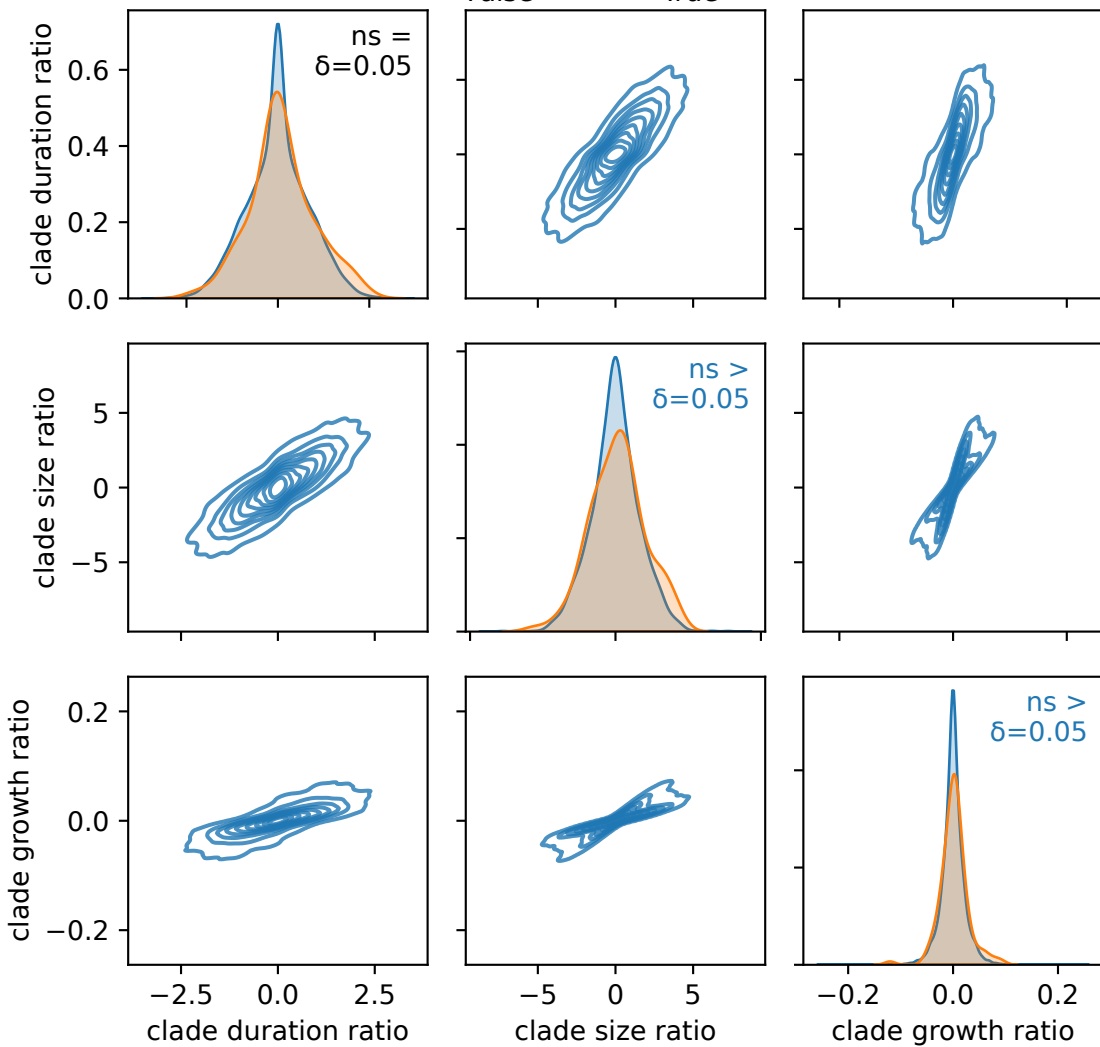 clade duration ratio
0.6
0.4
0.2
0.0
ns =
δ=0.05
clade size ratio
5
0
−5
ns >
δ=0.05
clade growth ratio
0.2
0.0
−0.2
ns >
δ=0.05
−2.5 0.0 2.5
−5 0 5
−0.2 0.0 0.2
clade duration ratio
clade size ratio
clade growth ratio